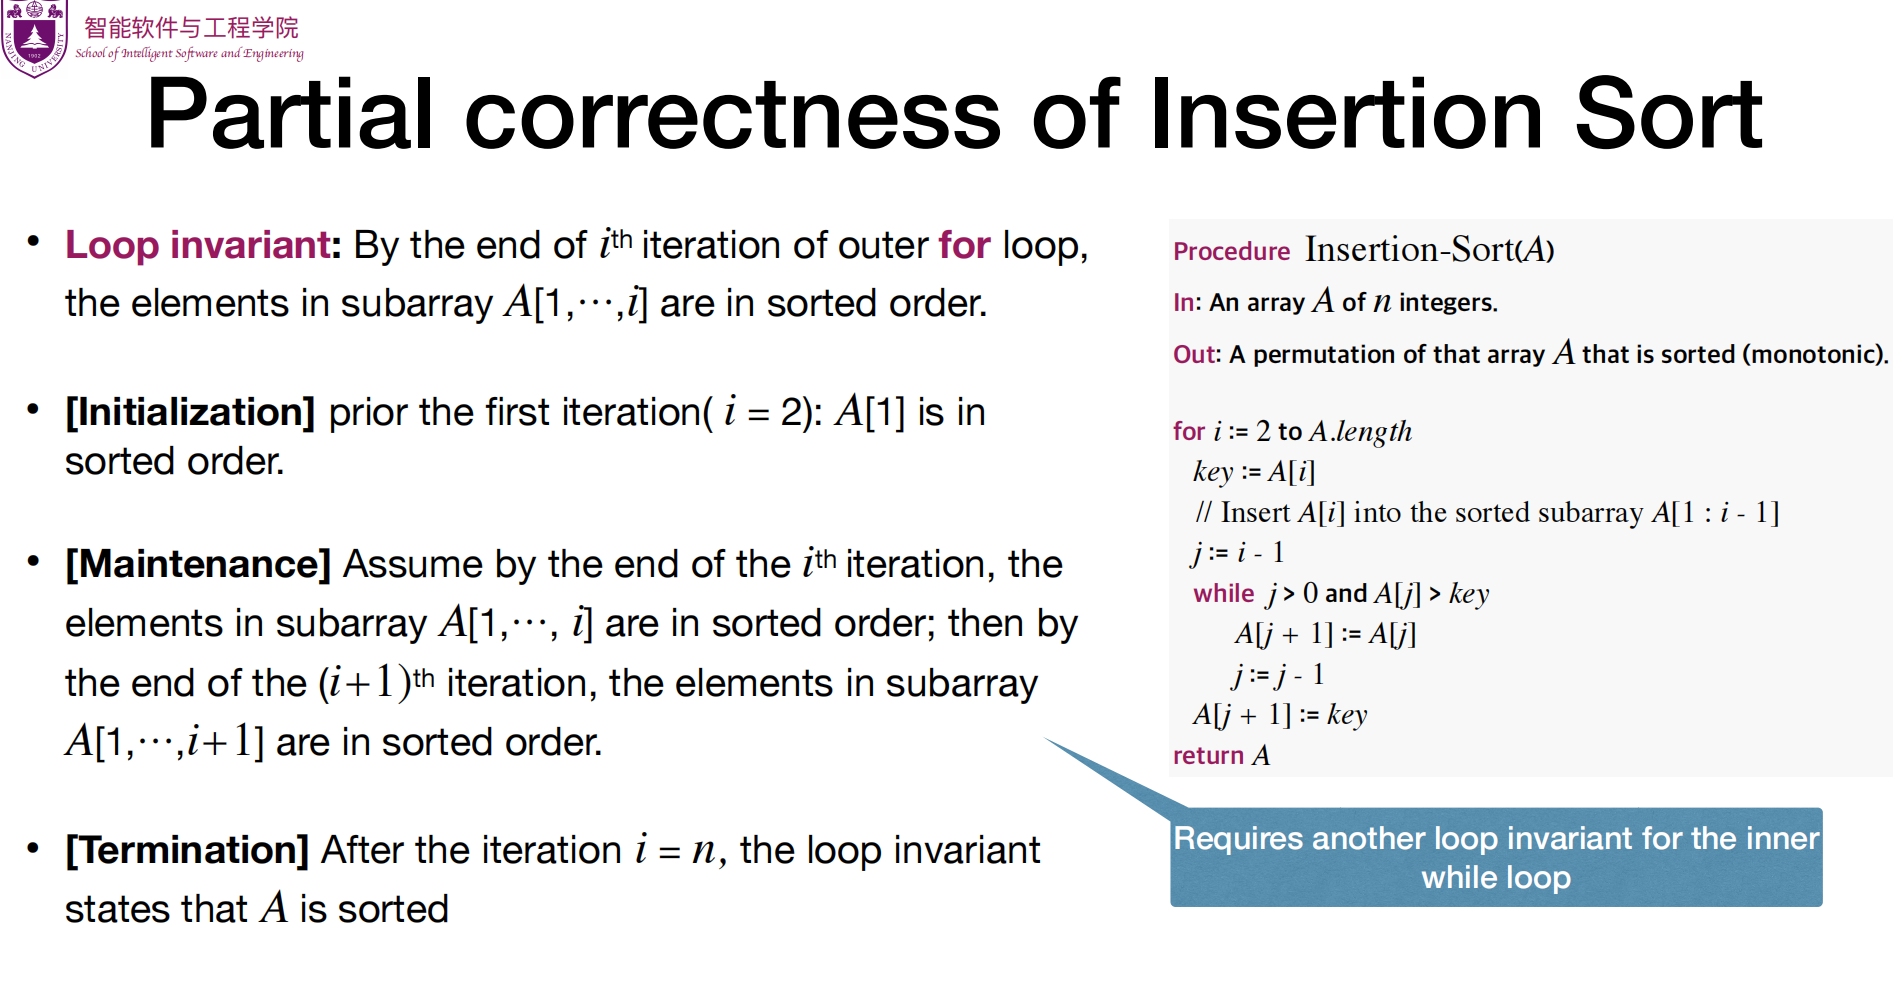 智能软件与工程学院
School of Intelligent Software and Engineering
NANJING UNIVERSITY
1902
Partial correctness of Insertion Sort
• Loop invariant: By the end of ith iteration of outer for loop,
the elements in subarray A[1,⋯,i] are in sorted order.
• [Initialization] prior the first iteration( i = 2): A[1] is in
sorted order.
• [Maintenance] Assume by the end of the ith iteration, the
elements in subarray A[1,⋯, i] are in sorted order; then by
the end of the (i+1)th iteration, the elements in subarray
A[1,⋯,i+1] are in sorted order.
• [Termination] After the iteration i = n, the loop invariant
states that A is sorted
Procedure Insertion-Sort(A)
In: An array A of n integers.
Out: A permutation of that array A that is sorted (monotonic).
for i := 2 to A.length
key := A[i]
// Insert A[i] into the sorted subarray A[1 : i - 1]
j := i - 1
while j > 0 and A[j] > key
A[j + 1] := A[j]
j := j - 1
A[j + 1] := key
return A
Requires another loop invariant for the inner
while loop